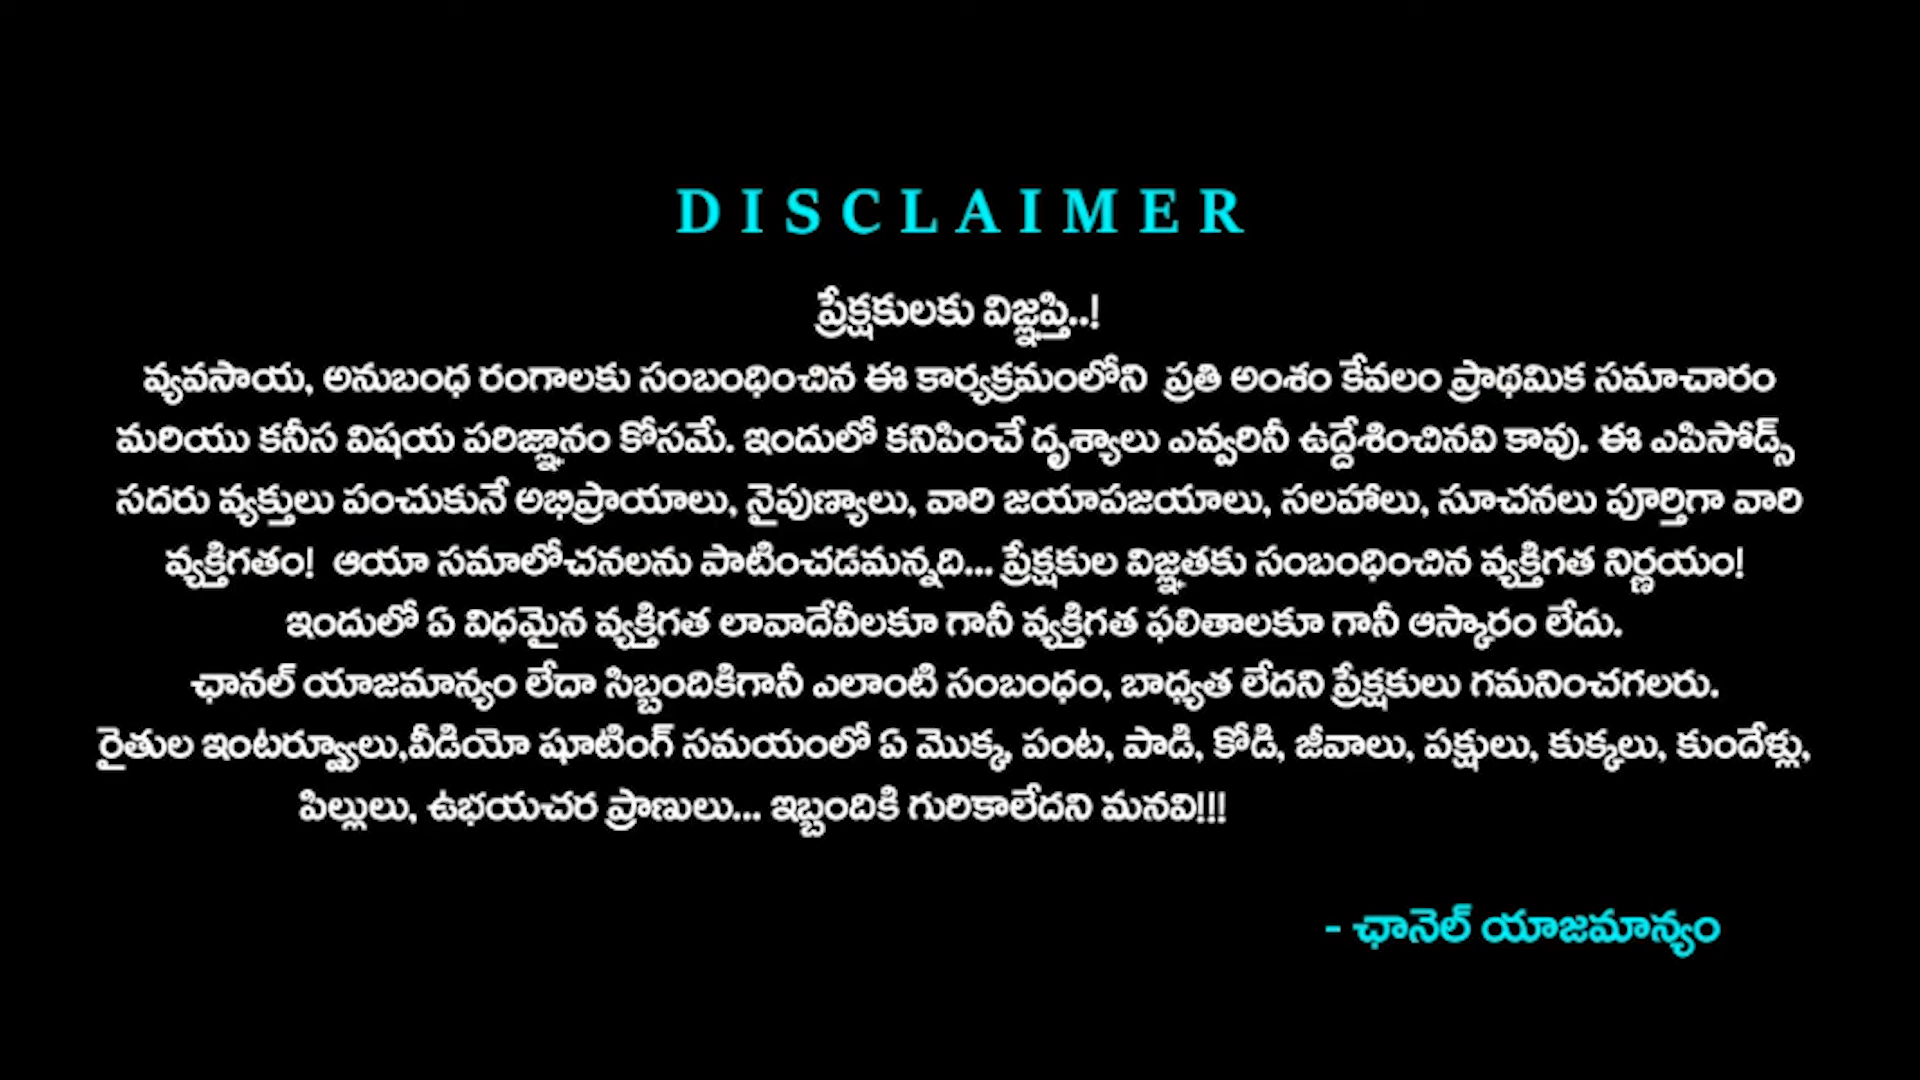 DISCLAIMER
ప్రేక్షకులకు విజ్ఞప్తి..!
వ్యవసాయ, అనుబంధ రంగాలకు సంబంధించిన ఈ కార్యక్రమంలోని ప్రతి అంశం కేవలం ప్రాథమిక సమాచారం
మరియు కనీస విషయ పరిజ్ఞానం కోసమే. ఇందులో కనిపించే దృశ్యాలు ఎవ్వరినీ ఉద్దేశించినవి కావు. ఈ ఎపిసోడ్స్
సదరు వ్యక్తులు పంచుకునే అభిప్రాయాలు, నైపుణ్యాలు, వారి జయాపజయాలు, సలహాలు, సూచనలు పూర్తిగా వారి
వ్యక్తిగతం! ఆయా సమాలోచనలను పాటించడమన్నది... ప్రేక్షకుల విజ్ఞతకు సంబంధించిన వ్యక్తిగత నిర్ణయం!
ఇందులో ఏ విధమైన వ్యక్తిగత లావాదేవీలకూ గానీ వ్యక్తిగత ఫలితాలకూ గానీ ఆస్కారం లేదు.
ఛానల్ యాజమాన్యం లేదా సిబ్బందికిగానీ ఎలాంటి సంబంధం, బాధ్యత లేదని ప్రేక్షకులు గమనించగలరు.
రైతుల ఇంటర్వ్యూలు,వీడియో షూటింగ్ సమయంలో ఏ మొక్క, పంట, పాడి, కోడి, జీవాలు, పక్షులు, కుక్కలు, కుందేళ్లు,
పిల్లులు, ఉభయచర ప్రాణులు... ఇబ్బందికి గురికాలేదని మనవి!!!
- ఛానెల్ యాజమాన్యం